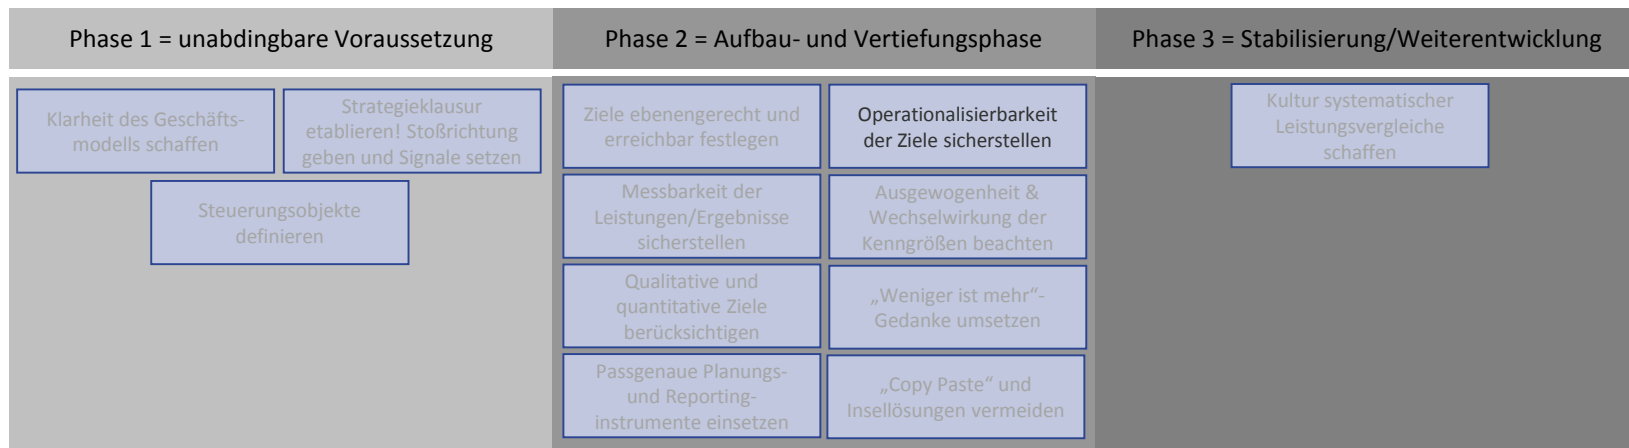 Phase 1 = unabdingbare Voraussetzung
Phase 2 = Aufbau- und Vertiefungsphase
Phase 3 = Stabilisierung/Weiterentwicklung
Klarheit des Geschäfts-
modells schaffen
Strategieklausur
etablieren! Stoßrichtung
geben und Signale setzen
Steuerungsobjekte
definieren
Ziele ebenengerecht und
erreichbar festlegen
Operationalisierbarkeit
der Ziele sicherstellen
Messbarkeit der
Leistungen/Ergebnisse
sicherstellen
Ausgewogenheit &
Wechselwirkung der
Kenngrößen beachten
Qualitative und
quantitative Ziele
berücksichtigen
„Weniger ist mehr“-
Gedanke umsetzen
Passgenaue Planungs-
und Reporting-
instrumente einsetzen
„Copy Paste“ und
Insellösungen vermeiden
Kultur systematischer
Leistungsvergleiche
schaffen